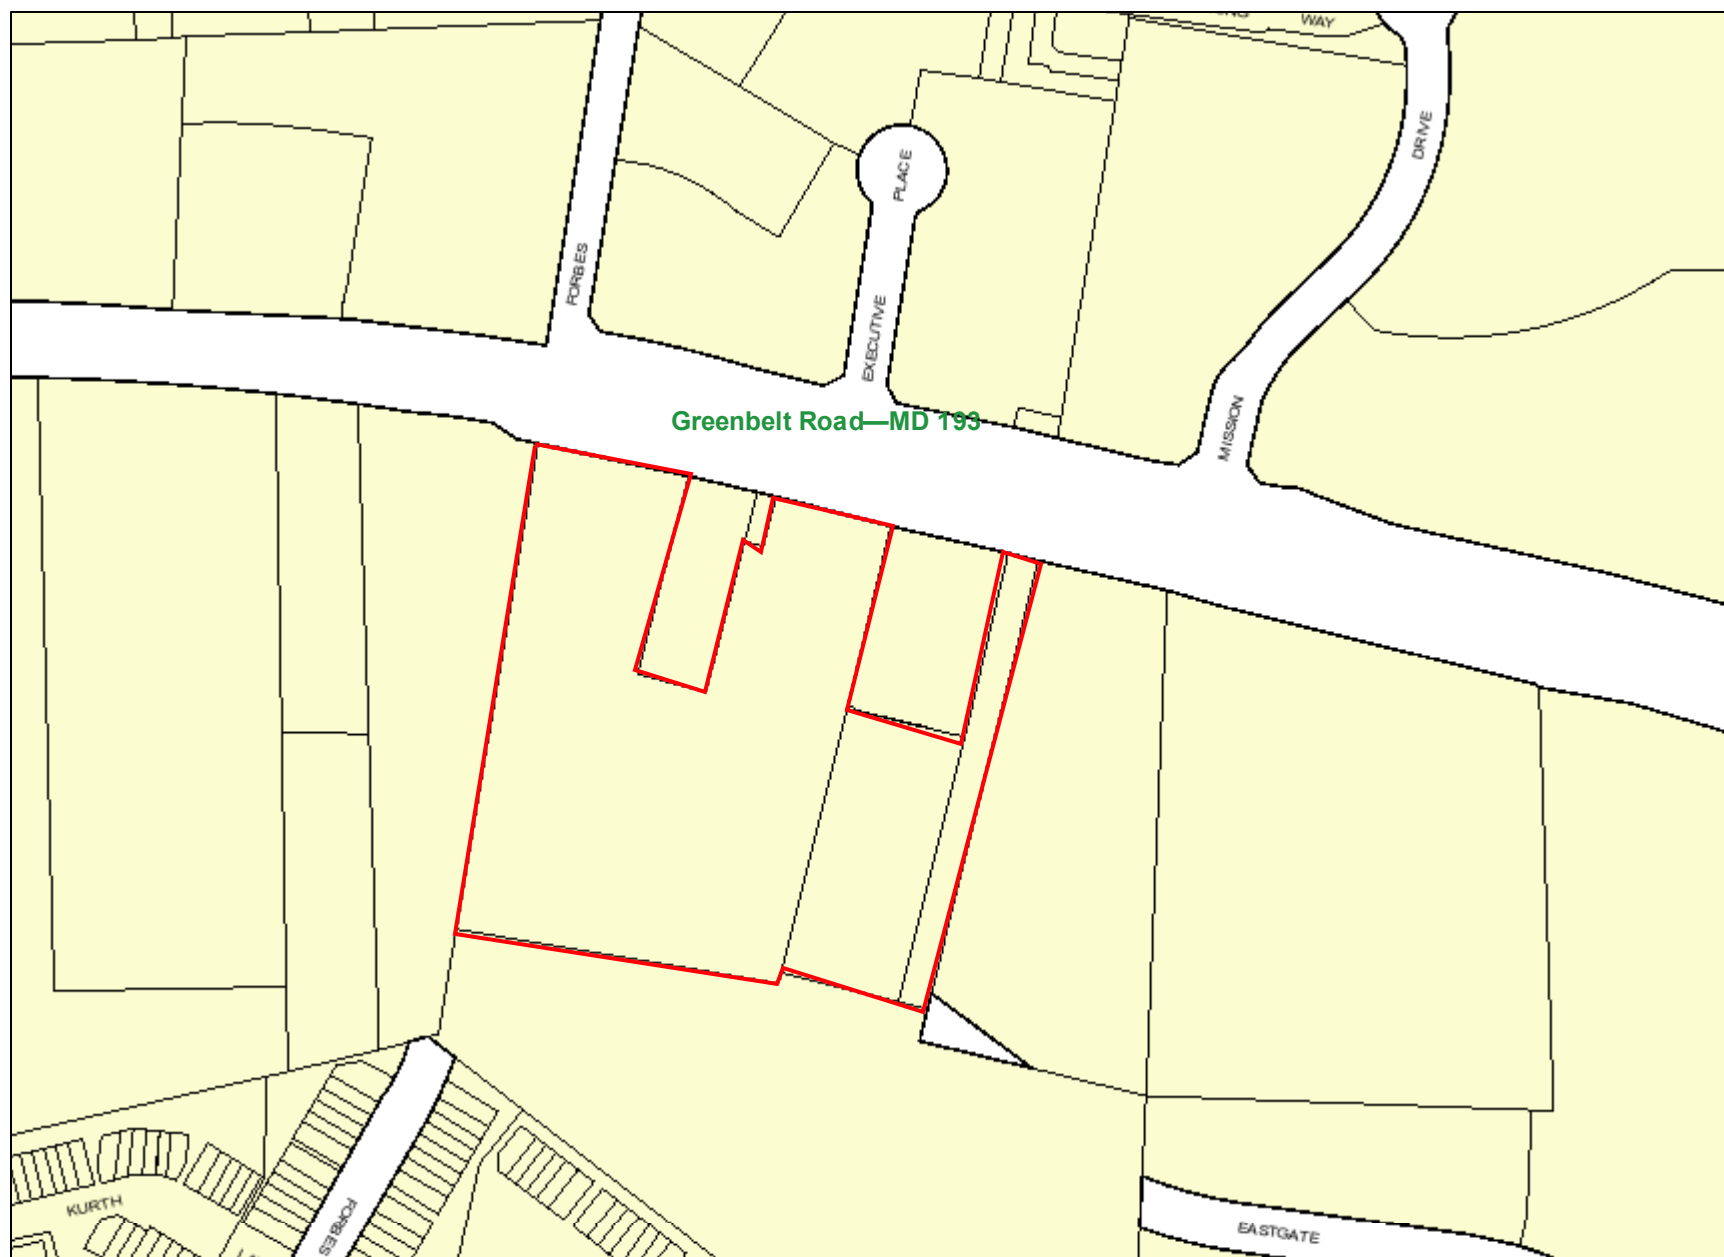 WAY
DRIVE
PLACE
FORBES
EXECUTIVE
MISSION
Greenbelt Road—MD 193
KURTH
FORBES
EASTGATE